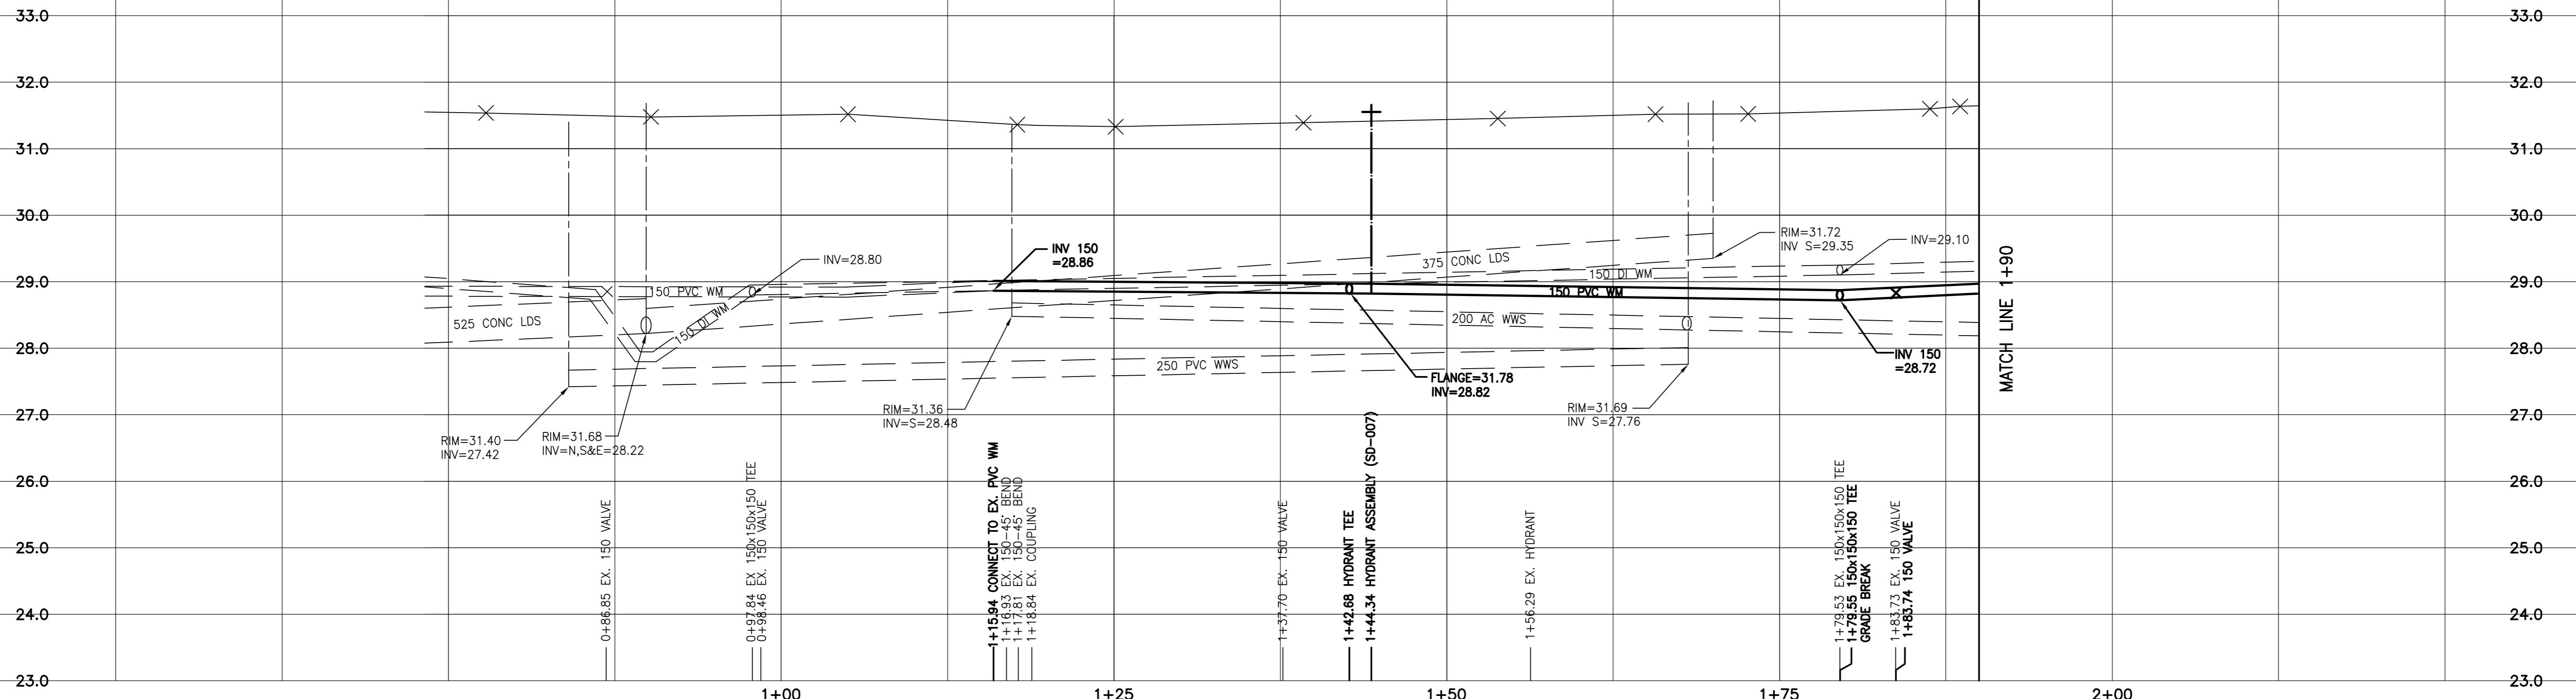 33.0
33.0
32.0
32.0
31.0
31.0
30.0
30.0
29.0
29.0
28.0
28.0
27.0
27.0
26.0
26.0
25.0
25.0
24.0
24.0
23.0
23.0
525 CONC LDS
150 PVC WM
150 DI WM
INV=28.80
INV 150
=28.86
375 CONC LDS
150 DI WM
150 PVC WM
200 AC WWS
250 PVC WWS
RIM=31.72
INV S=29.35
INV=29.10
INV 150
=28.72
FLANGE=31.78
INV=28.82
RIM=31.36
INV=S=28.48
RIM=31.69
INV S=27.76
RIM=31.40
INV=27.42
RIM=31.68
INV=N,S&E=28.22
MATCH LINE 1+90
0+86.85 EX. 150 VALVE
0+97.84 EX 150x150x150 TEE
0+98.46 EX. 150 VALVE
1+15.94 CONNECT TO EX. PVC WM
1+16.93 EX. 150-45° BEND
1+17.81 EX. 150-45° BEND
1+18.84 EX. COUPLING
1+37.70 EX. 150 VALVE
1+42.68 HYDRANT TEE
1+44.34 HYDRANT ASSEMBLY (SD-007)
1+56.29 EX. HYDRANT
1+79.53 EX. 150x150x150 TEE
1+79.55 150x150x150 TEE
GRADE BREAK
1+83.73 EX. 150 VALVE
1+83.74 150 VALVE
1+00
1+25
1+50
1+75
2+00